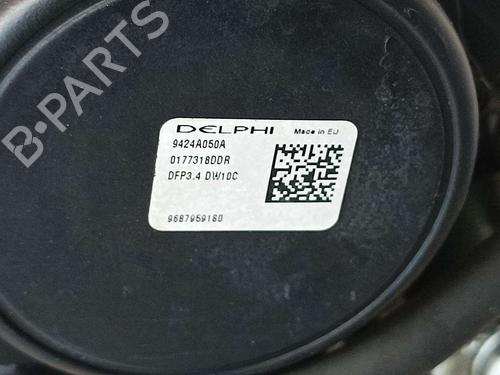 B-PARTS
DELPHI Made in EU
9424A050A
0177318DDR
DFP3.4 DW10C
9687959180